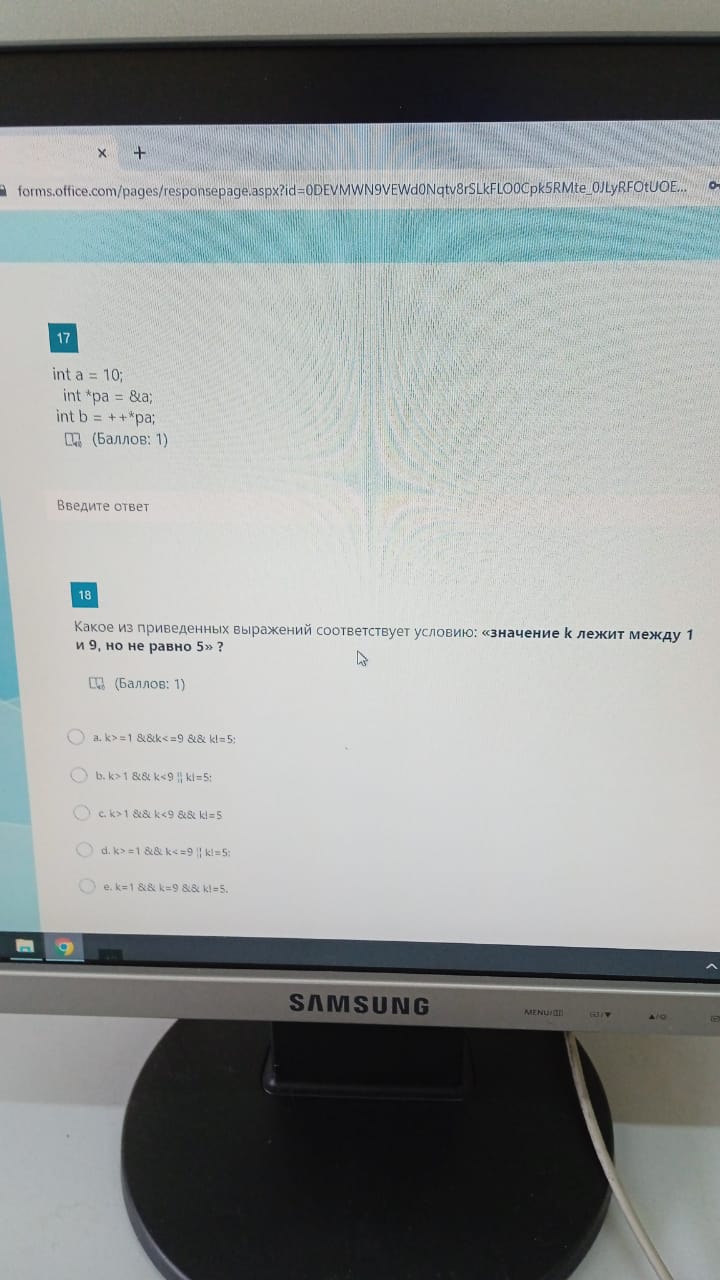 forms.office.com/pages/responsepage.aspx?id=0DEVMWN9VEWd0Nqtv8rSLkFLO0Cpk5RMte_0JLyRFOtUOE...
17
int a = 10;
int *pa = &a;
int b = ++*pa;
(Баллов: 1)
Введите ответ
18
Какое из приведенных выражений соответствует условию: «значение k лежит между 1
и 9, но не равно 5» ?
(Баллов: 1)
a. k>=1 &&k<=9 && k!=5;
b. k>1 && k<9 ¦¦ k!=5;
c. k>1 && k<9 && k!=5
d. k>=1 && k<=9 ¦¦ k!=5;
e. k=1 && k=9 && k!=5.
SAMSUNG
MENU/